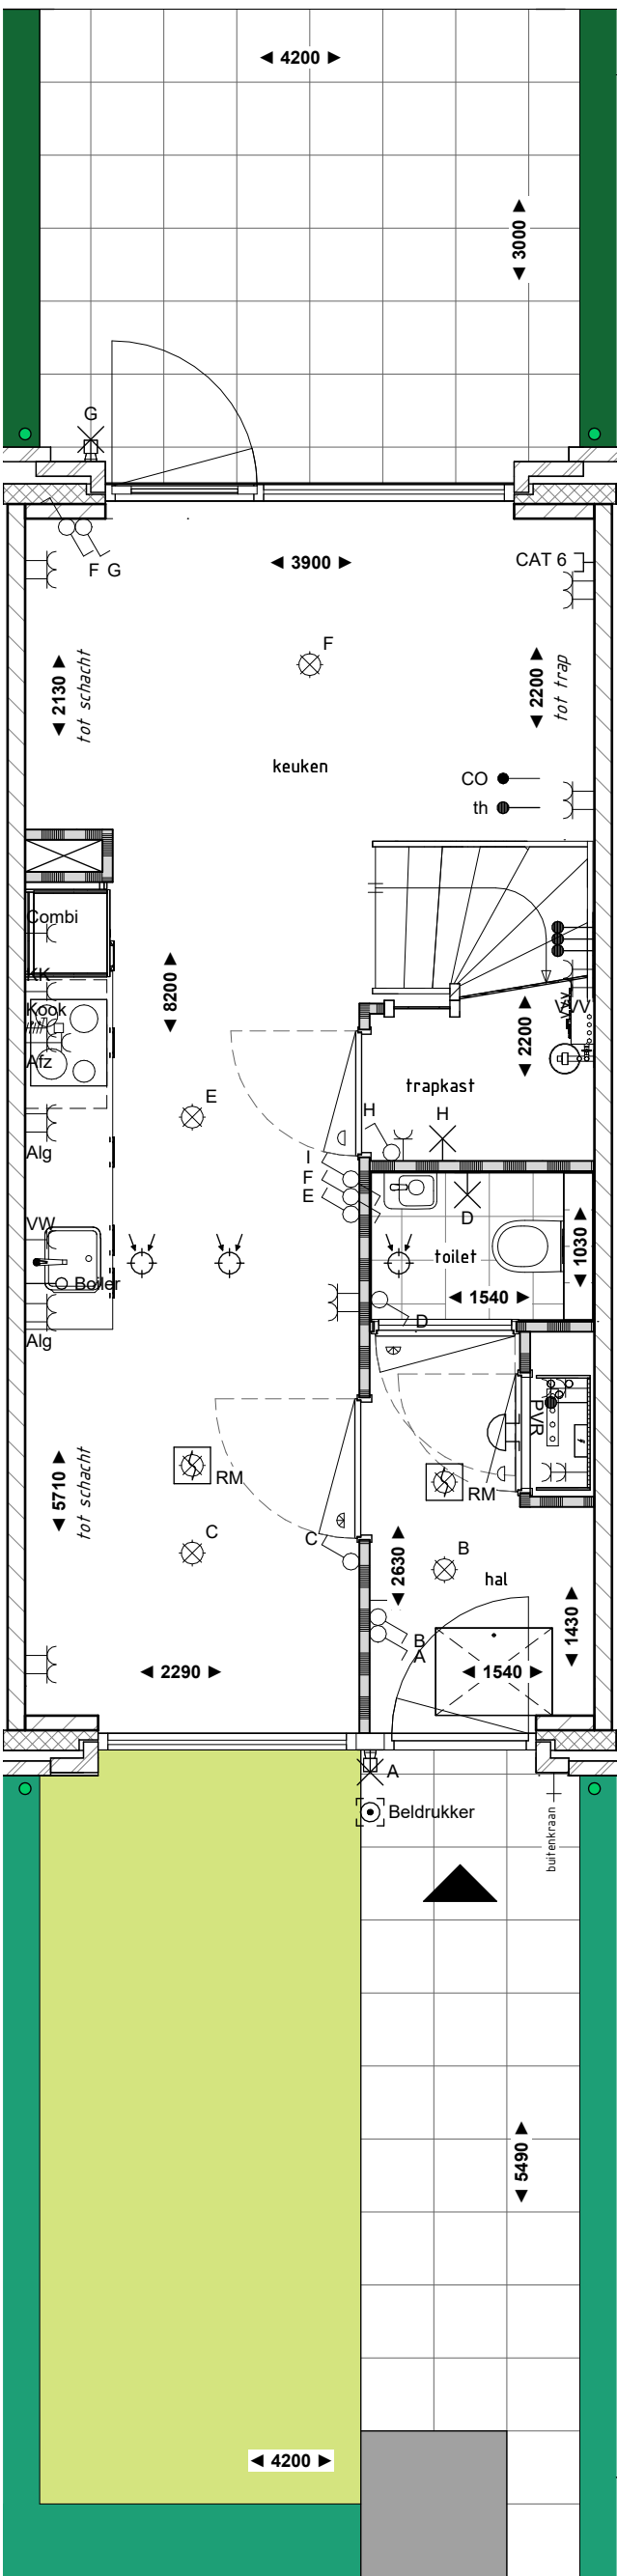 ◄ 4200 ►
◄ 3000 ►
G
F G
◄ 3900 ►
CAT 6
F
◄ 2130 ►
tot schacht
◄ 2200 ►
tot trap
keuken
CO
th
Combi
KK
Kook
Afz
◄ 8200 ►
◄ 2200 ►
VWV
trapkast
E
H
H
Alg
I
F
E
D
VW
toilet
◄ 1030 ►
Boiler
◄ 1540 ►
D
Alg
PVR
◄ 5710 ►
tot schacht
RM
RM
C
C
B
◄ 2630 ►
hal
◄ 1430 ►
B
A
◄ 2290 ►
◄ 1540 ►
A
Beldrukker
buitenkraan
◄ 5490 ►
◄ 4200 ►